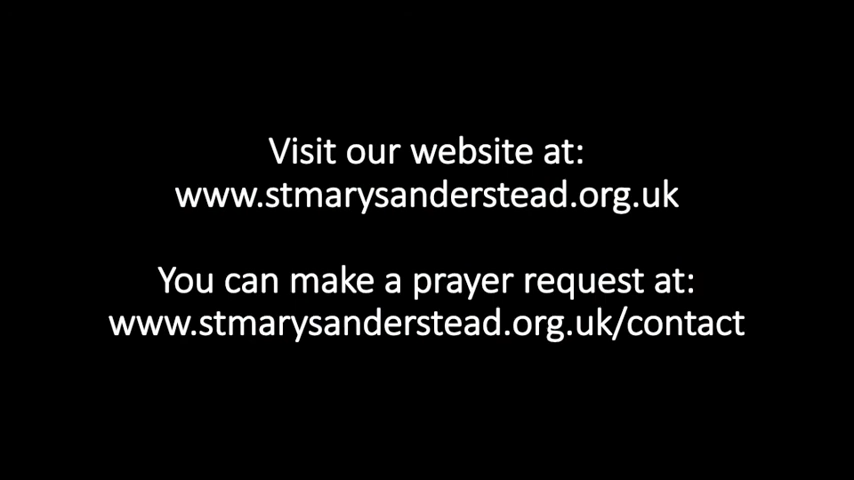 Visit our website at:
www.stmarysanderstead.org.uk
You can make a prayer request at:
www.stmarysanderstead.org.uk/contact